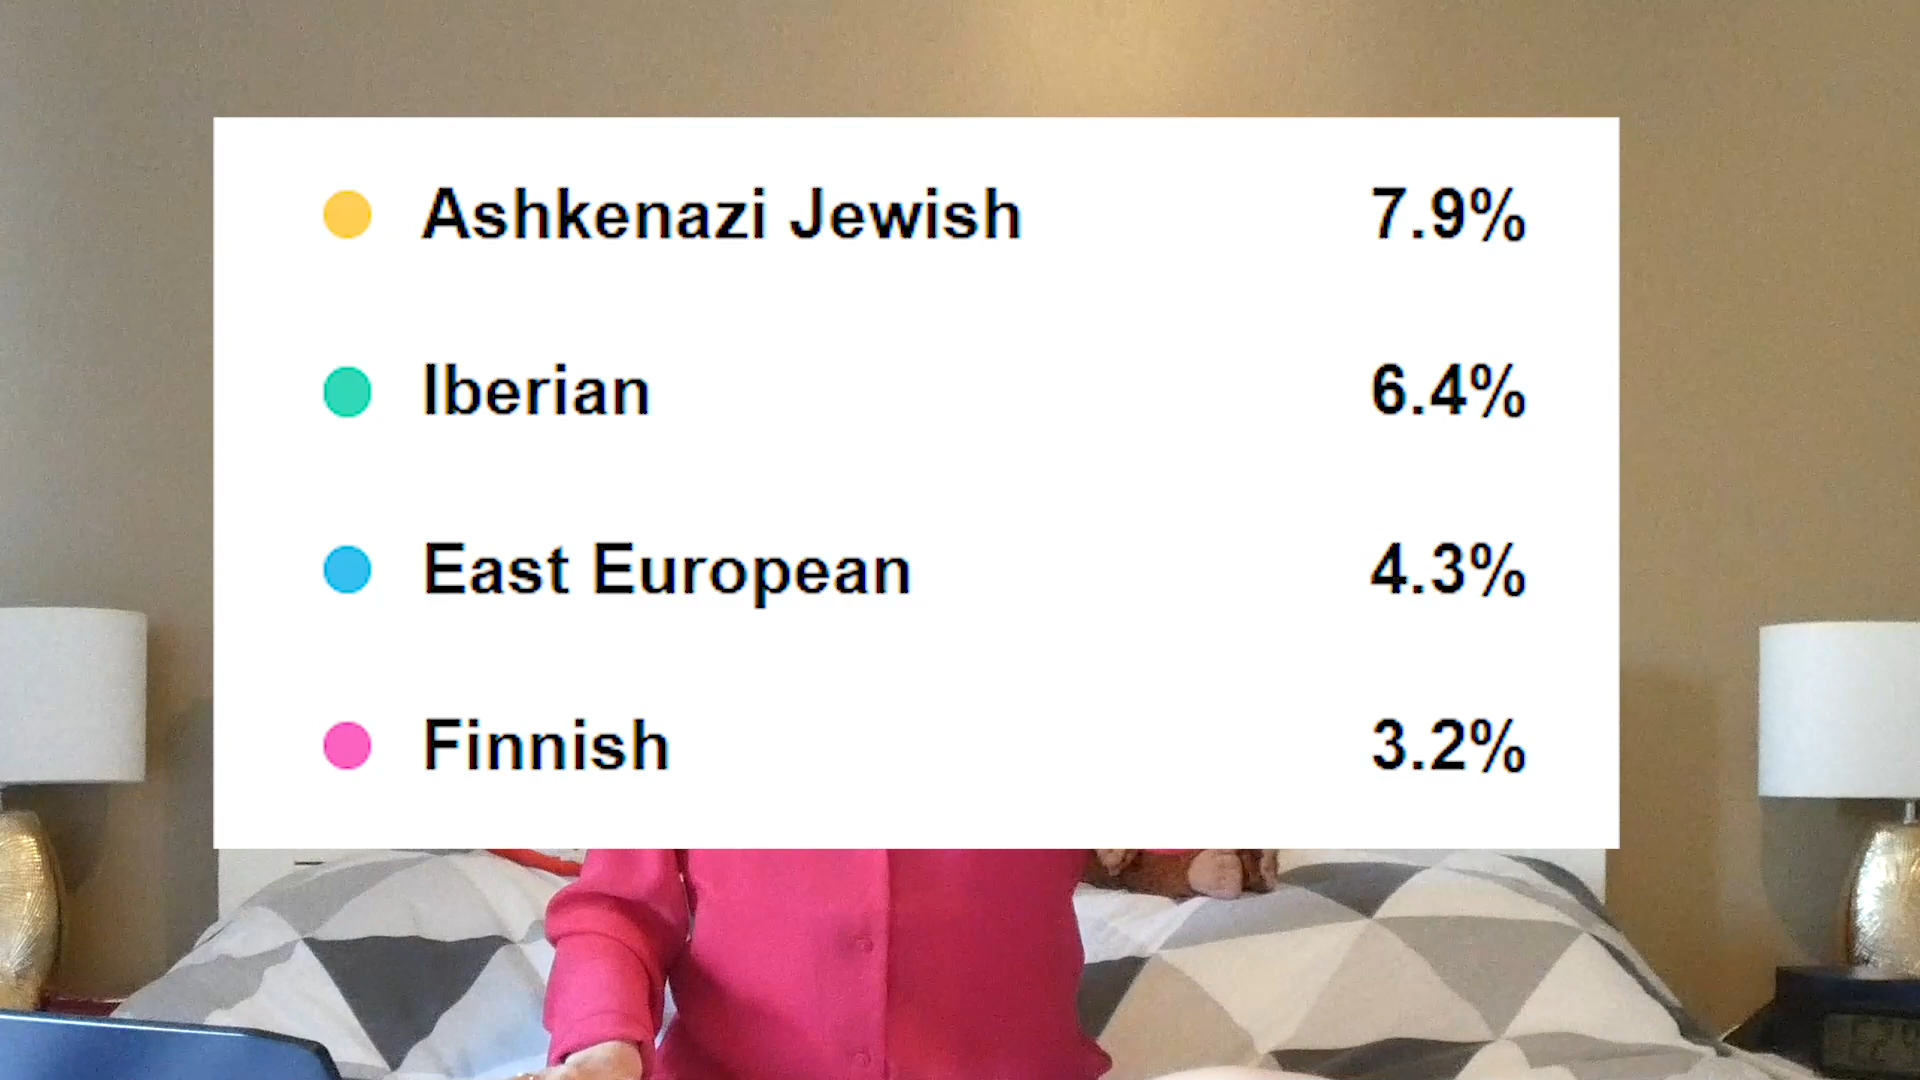 Ashkenazi Jewish 7.9%
Iberian 6.4%
East European 4.3%
Finnish 3.2%